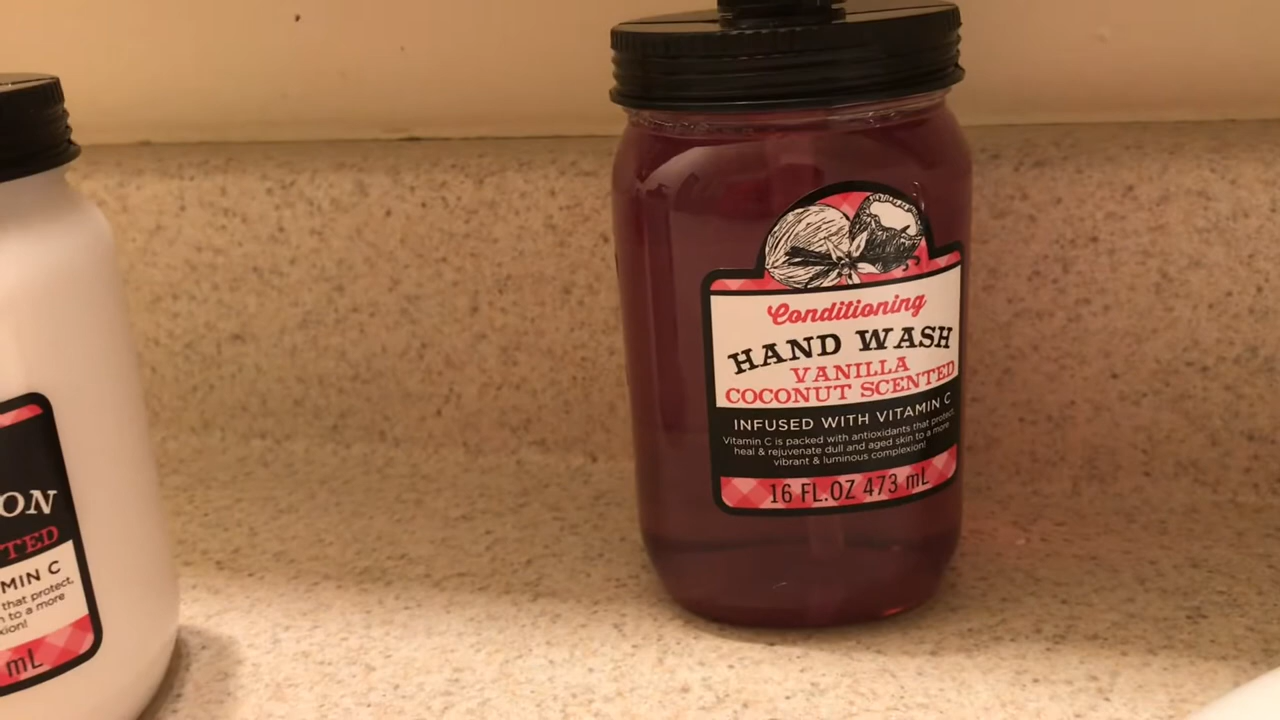 Conditioning
HAND WASH
VANILLA
COCONUT SCENTED
INFUSED WITH VITAMIN C
Vitamin C is packed with antioxidants that protect,
heal & rejuvenate dull and aged skin to a more
vibrant & luminous complexion!
16 FL.OZ 473 mL
ON
TED
MIN C
that protect,
to a more
xion!
mL